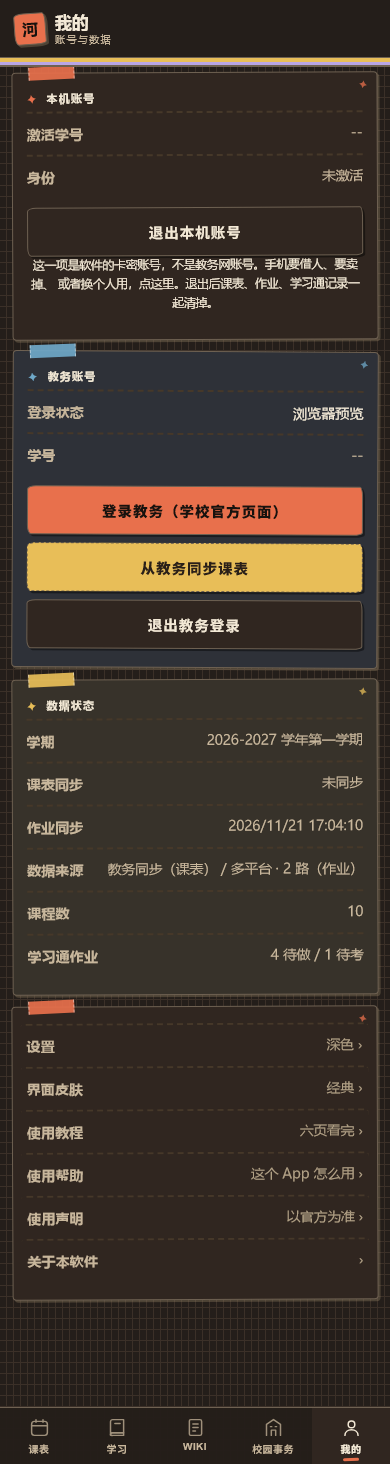 河
我的
账号与数据
本机账号
激活学号 --
身份 未激活
退出本机账号
这一项是软件的卡密账号，不是教务网账号。手机要借人、要卖
掉、 或者换个人用，点这里。退出后课表、作业、学习通记录一
起清掉。
教务账号
登录状态 浏览器预览
学号 --
登录教务（学校官方页面）
从教务同步课表
退出教务登录
数据状态
学期 2026-2027 学年第一学期
课表同步 未同步
作业同步 2026/11/21 17:04:10
数据来源 教务同步（课表） / 多平台 · 2 路（作业）
课程数 10
学习通作业 4 待做 / 1 待考
设置 深色 ›
界面皮肤 经典 ›
使用教程 六页看完 ›
使用帮助 这个 App 怎么用 ›
使用声明 以官方为准 ›
关于本软件 ›
课表 学习 WIKI 校园事务 我的